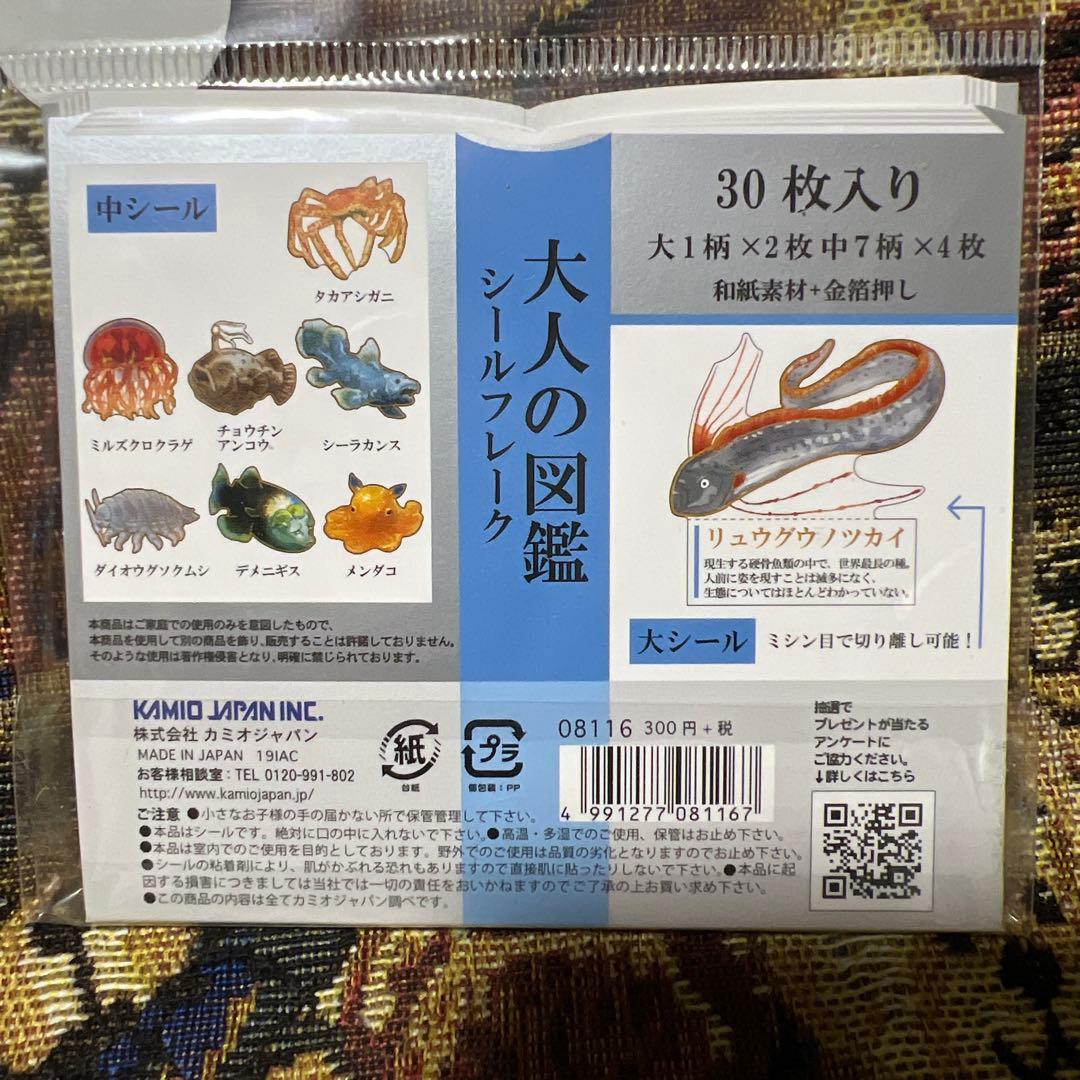 中シール
タカアシガニ
ミルズクロクラゲ
チョウチン
アンコウ
シーラカンス
ダイオウグソクムシ
デメニギス
メンダコ
本商品はご家庭での使用のみを意図したもので、
本商品を使用して別の商品を飾り、販売することは許諾しておりません。
そのような使用は著作権侵害となり、明確に禁じられております。
大人の図鑑
シールフレーク
30 枚入り
大1柄×2枚 中7柄×4枚
和紙素材+金箔押し
リュウグウノツカイ
現生する硬骨魚類の中で、世界最長の種。
人前に姿を現すことは滅多になく、
生態についてはほとんどわかっていない。
大シール ミシン目で切り離し可能!
KAMIO JAPAN INC.
株式会社 カミオジャパン
MADE IN JAPAN 19IAC
お客様相談室:TEL 0120-991-802
http://www.kamiojapan.jp/
紙
台紙
プラ
個包装:PP
08116 300円+税
4 991277 081167
抽選で
プレゼントが当たる
アンケートに
ご協力ください。
↓詳しくはこちら
ご注意 ●小さなお子様の手の届かない所で保管管理して下さい。
●本品はシールです。絶対に口の中に入れないで下さい。●高温・多湿でのご使用、保管はお止め下さい。
●本品は室内でのご使用を目的としております。野外でのご使用は品質の劣化となりますのでお止め下さい。
●シールの粘着剤により、肌がかぶれる恐れもありますので直接肌に貼ったりしないで下さい。●本品に起
因する損害につきましては当社では一切の責任をおいかねますのでご了承の上お買い求め下さい。
●この商品の内容は全てカミオジャパン調べです。